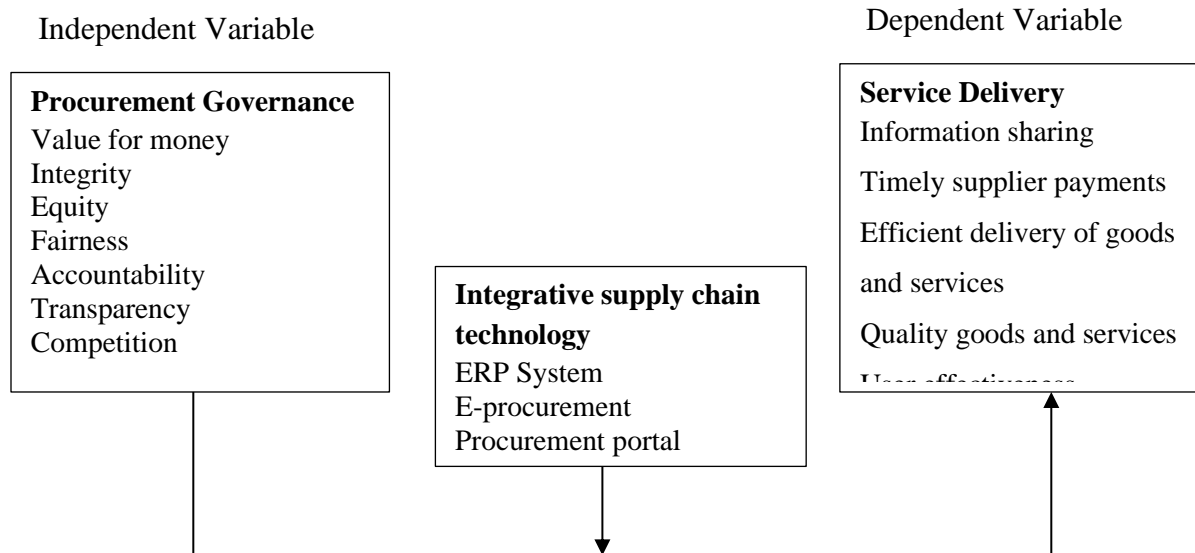 Independent Variable
Dependent Variable
Procurement Governance
Value for money
Integrity
Equity
Fairness
Accountability
Transparency
Competition
Integrative supply chain
technology
ERP System
E-procurement
Procurement portal
Service Delivery
Information sharing
Timely supplier payments
Efficient delivery of goods
and services
Quality goods and services
User effectiveness